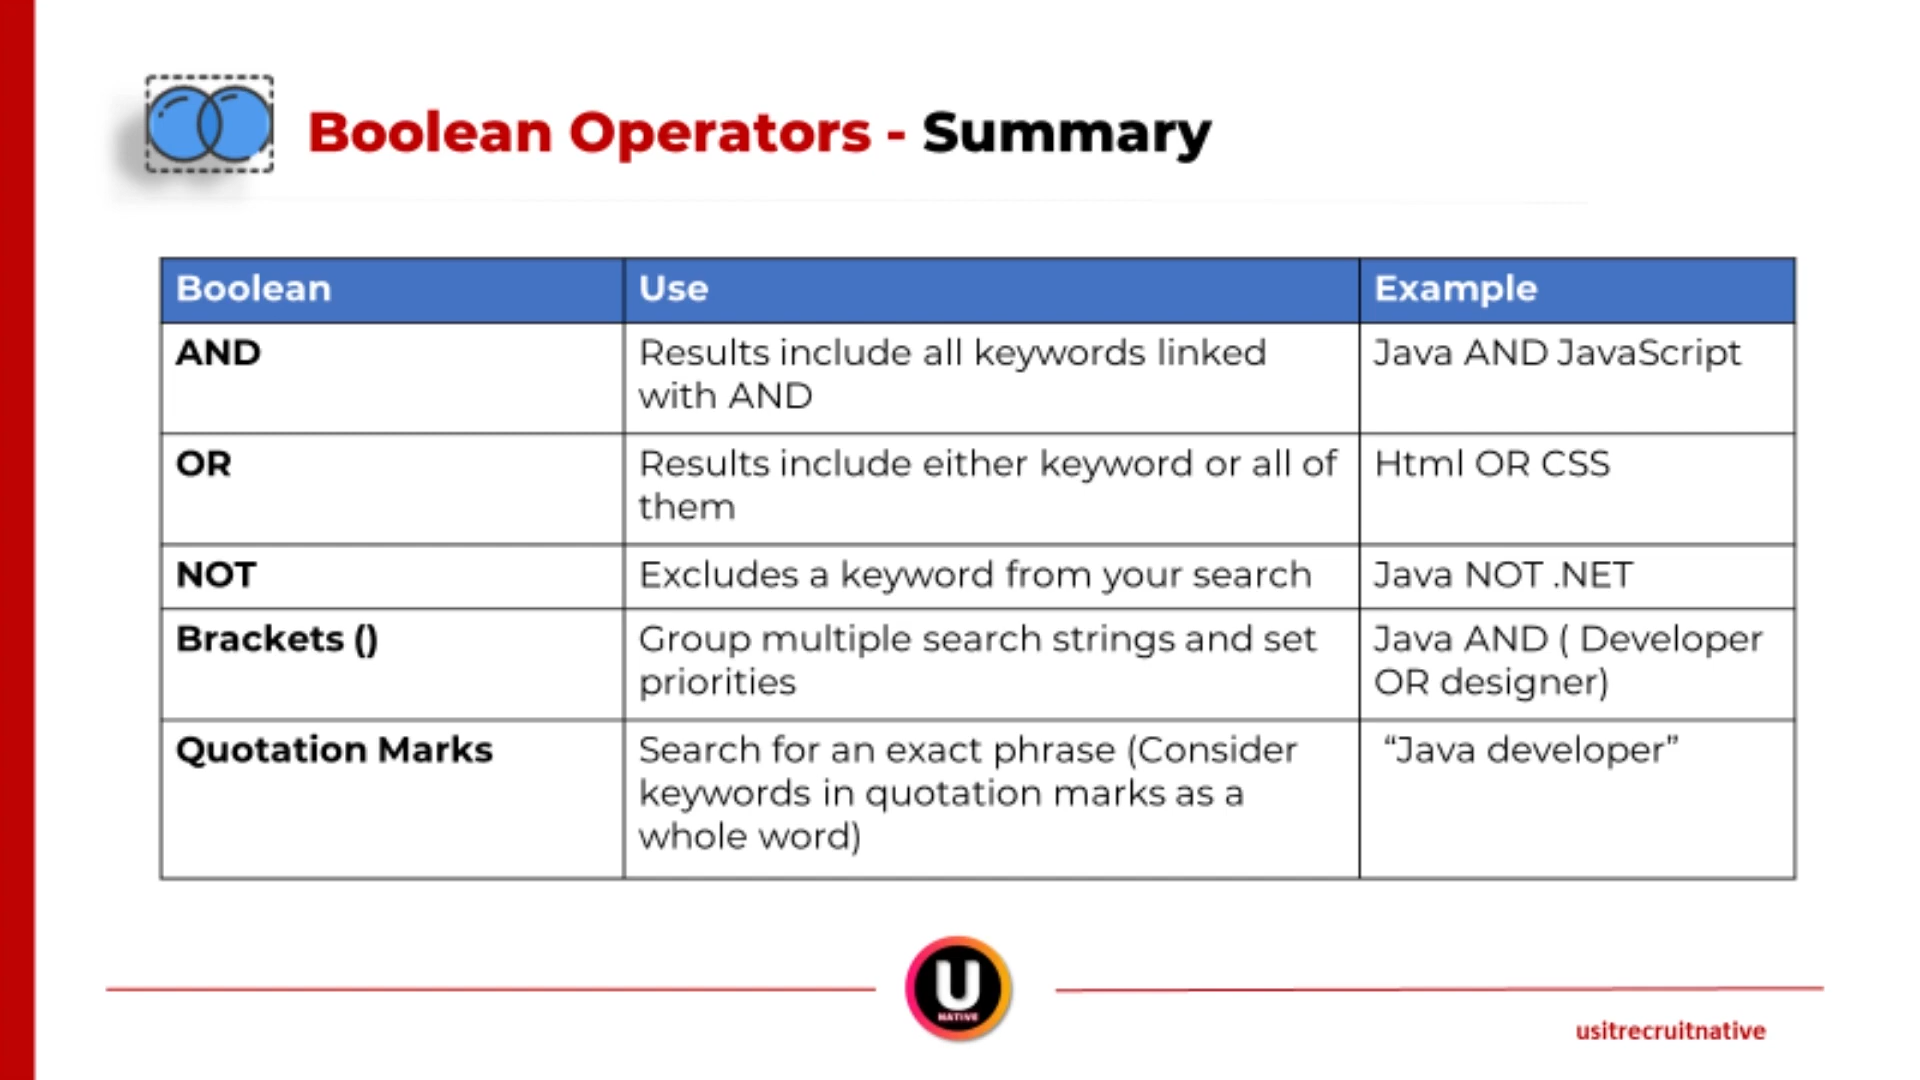 Boolean Operators - Summary
Boolean
Use
Example
AND
Results include all keywords linked
with AND
Java AND JavaScript
OR
Results include either keyword or all of
them
Html OR CSS
NOT
Excludes a keyword from your search
Java NOT .NET
Brackets ()
Group multiple search strings and set
priorities
Java AND ( Developer
OR designer)
Quotation Marks
Search for an exact phrase (Consider
keywords in quotation marks as a
whole word)
“Java developer”
U
NATIVE
usitrecruitnative